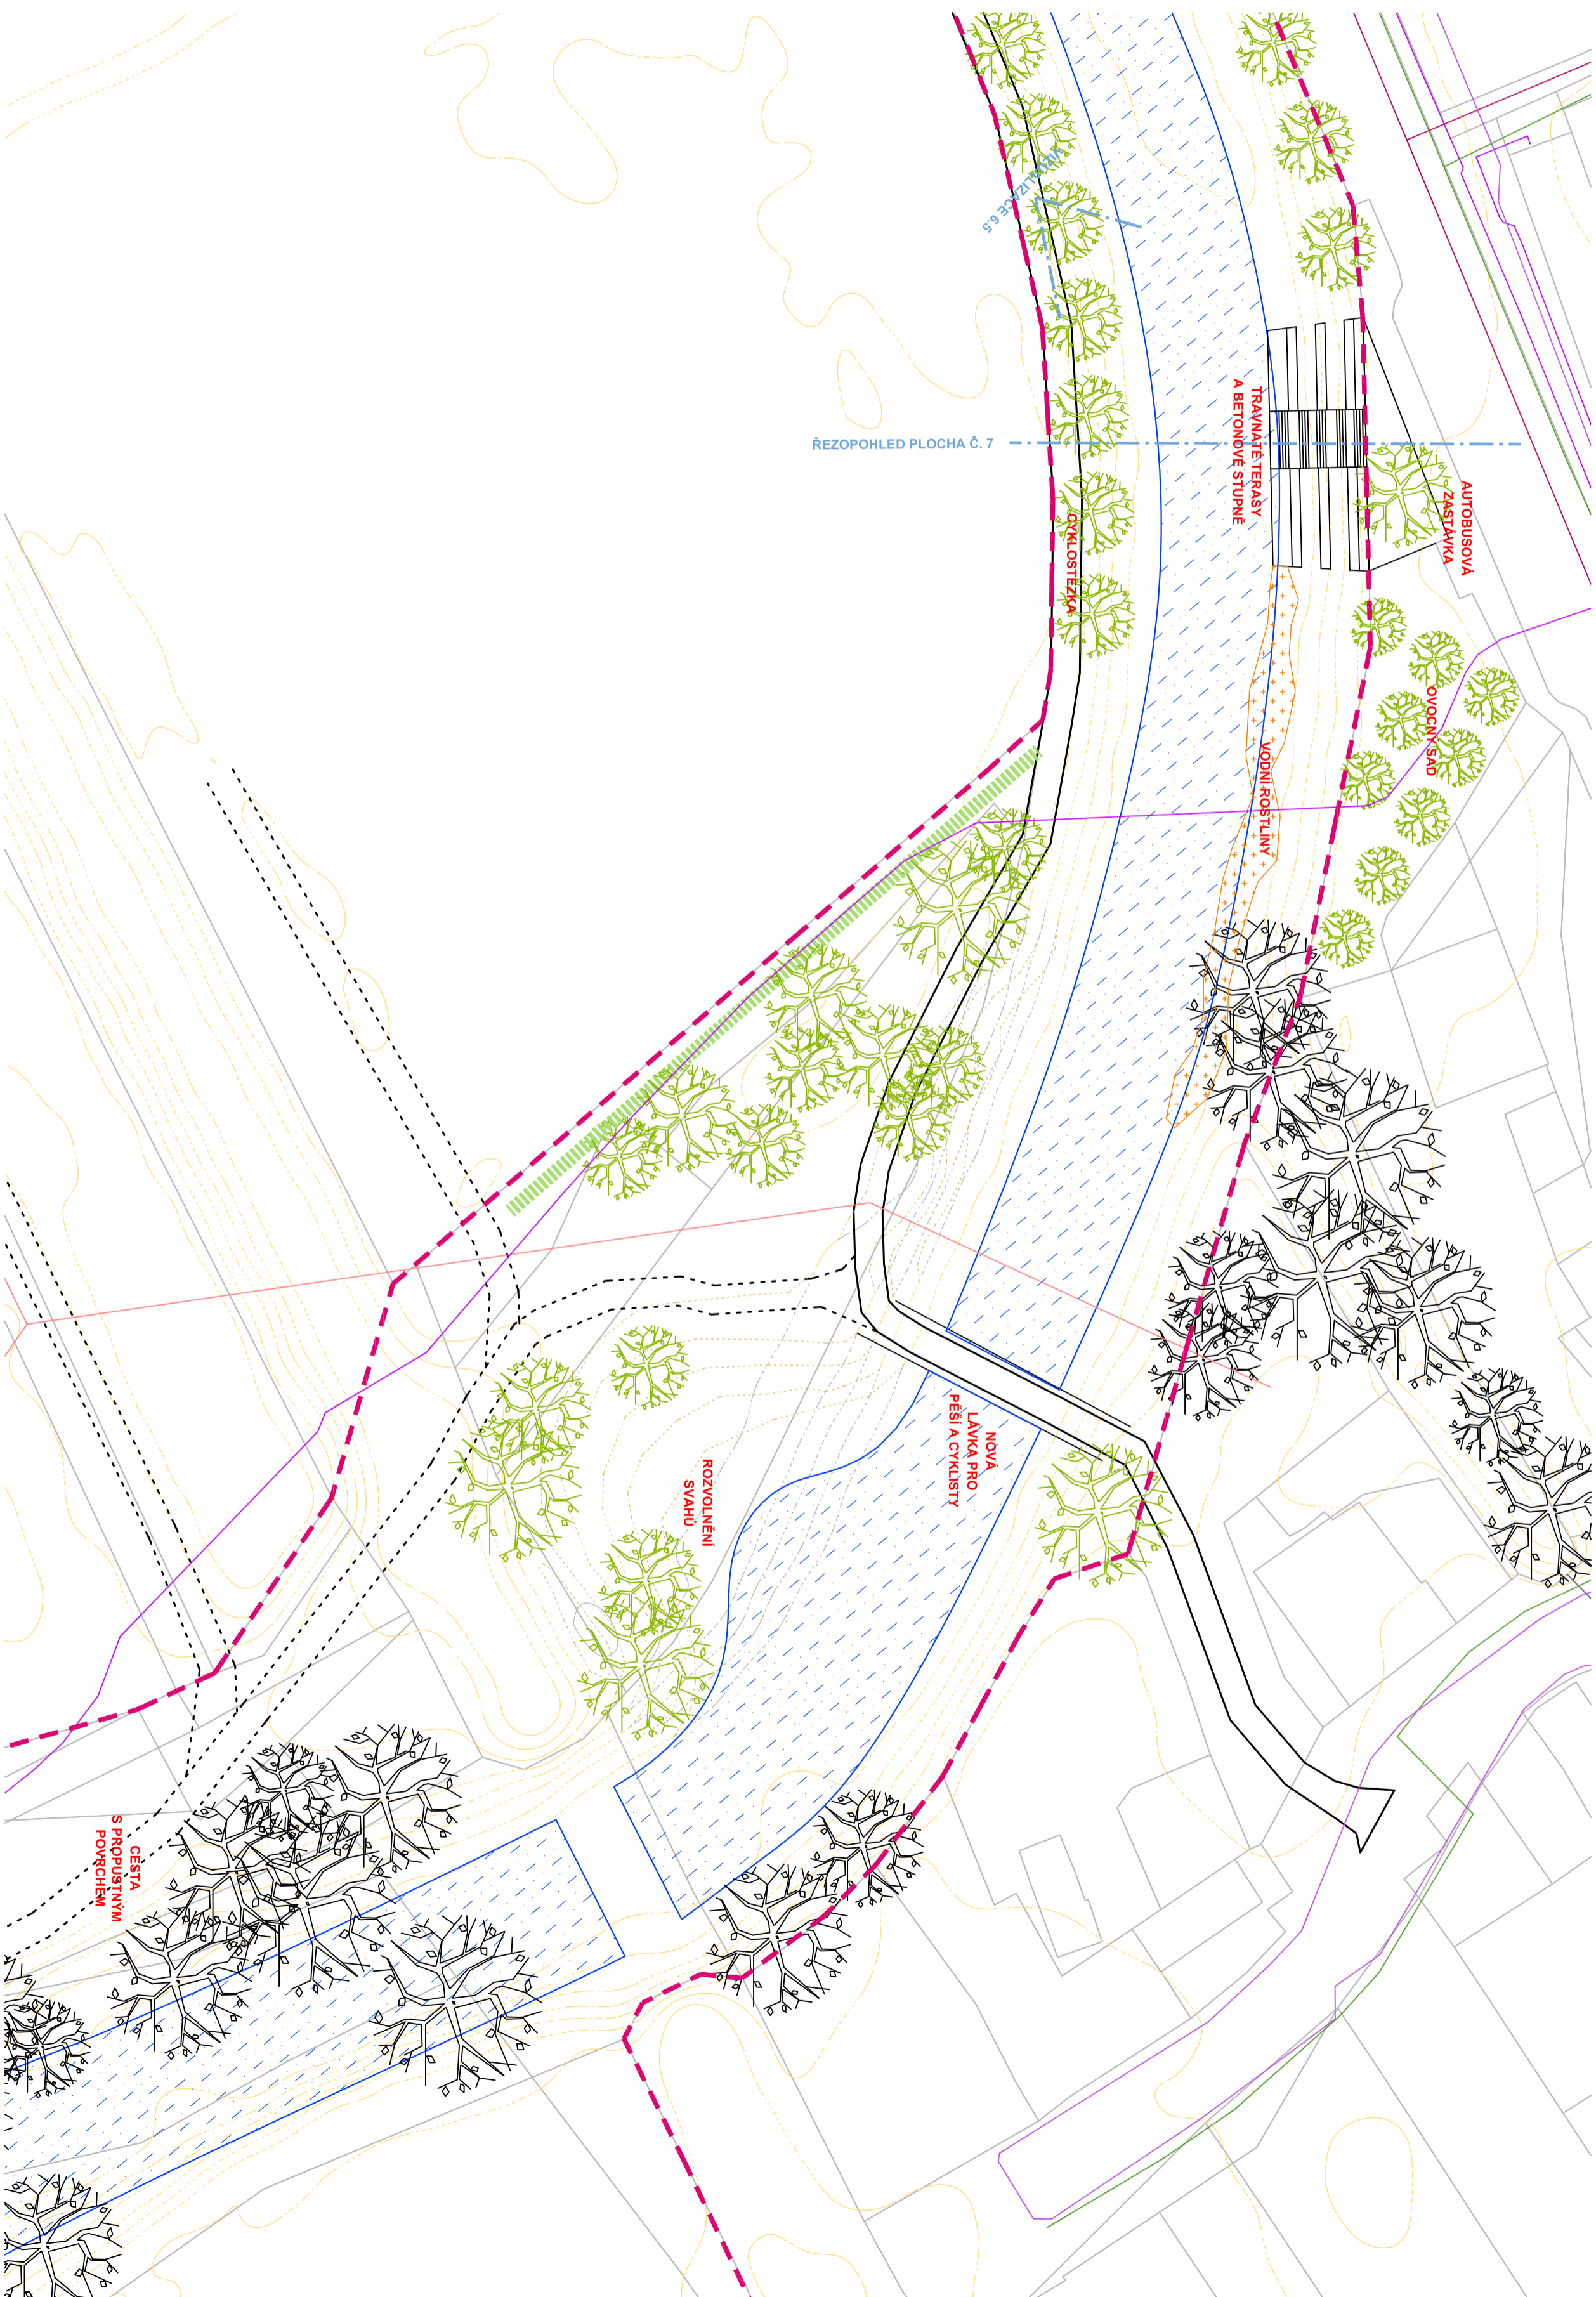 VIZUALIZACE 6.5
ŘEZOPOHLED PLOCHA Č. 7
TRAVNATÉ TERASY
A BETONOVÉ STUPNĚ
AUTOBUSOVÁ
ZASTÁVKA
CYKLOSTEZKA
OVOCNÝ SAD
VODNÍ ROSTLINY
NOVÁ
LÁVKA PRO
PĚŠÍ A CYKLISTY
ROZVOLNĚNÍ
SVAHŮ
CESTA
S PROPUSTNÝM
POVRCHEM